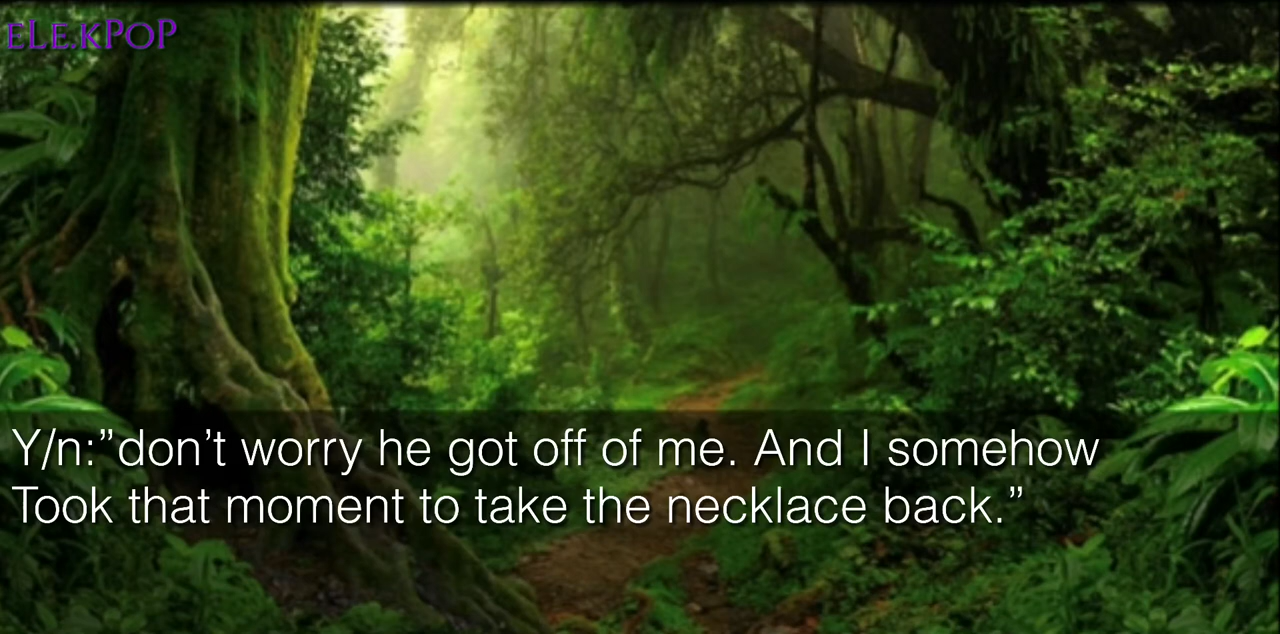 eLe.kPoP
Y/n:”don’t worry he got off of me. And I somehow
Took that moment to take the necklace back.”